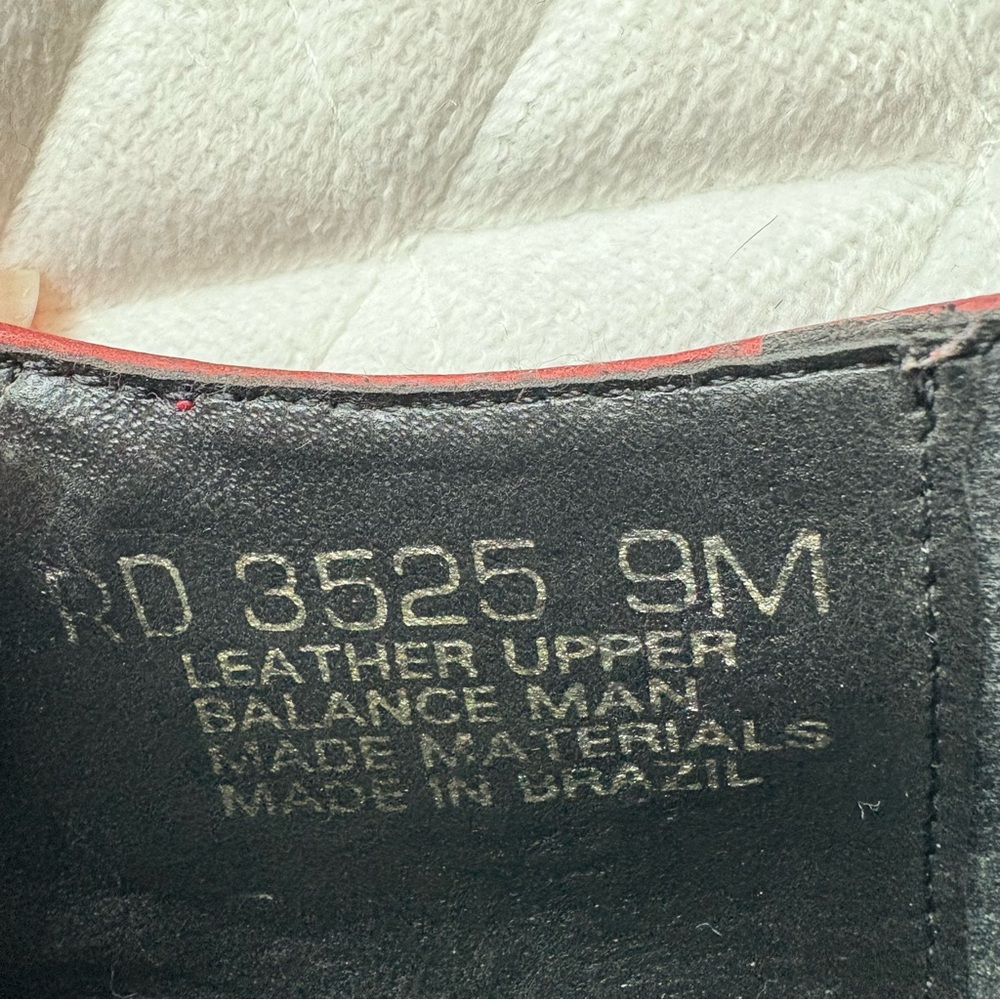 RD 3525 9M
LEATHER UPPER
BALANCE MAN
MADE MATERIALS
MADE IN BRAZIL